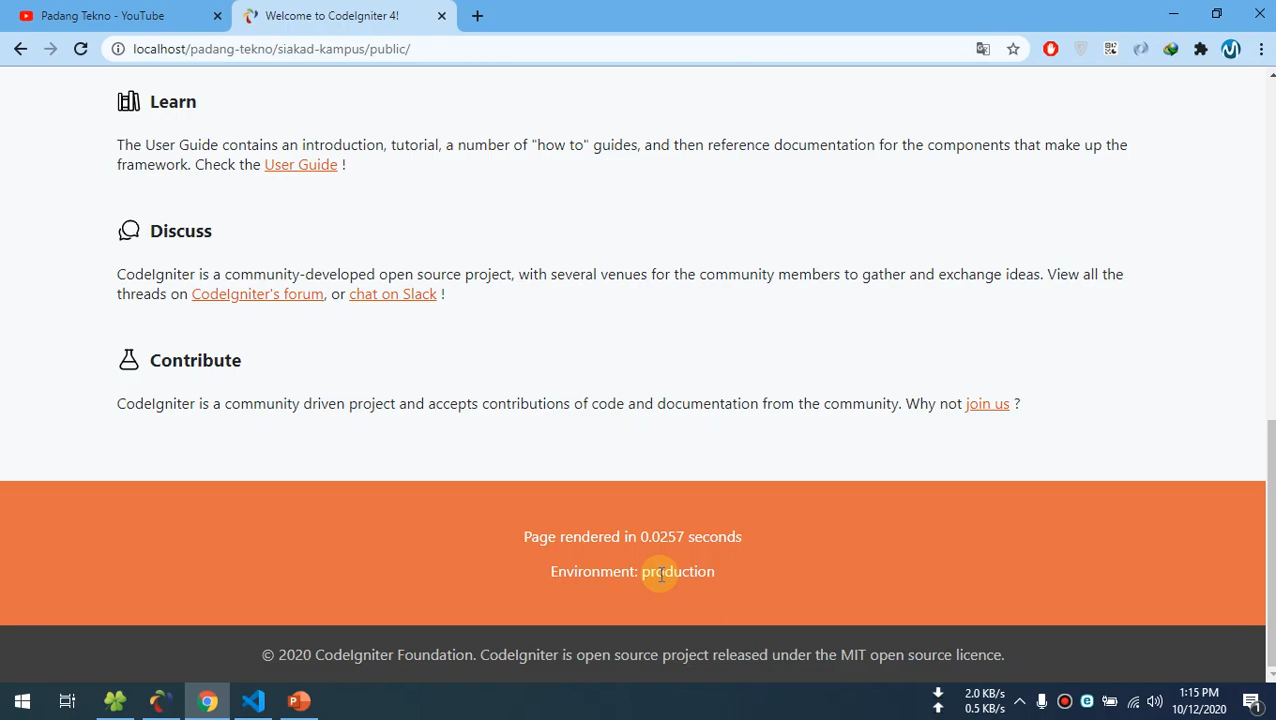 Padang Tekno - YouTube
Welcome to CodeIgniter 4!
localhost/padang-tekno/siakad-kampus/public/
Learn
The User Guide contains an introduction, tutorial, a number of "how to" guides, and then reference documentation for the components that make up the
framework. Check the User Guide !
Discuss
CodeIgniter is a community-developed open source project, with several venues for the community members to gather and exchange ideas. View all the
threads on CodeIgniter's forum, or chat on Slack !
Contribute
CodeIgniter is a community driven project and accepts contributions of code and documentation from the community. Why not join us ?
Page rendered in 0.0257 seconds
Environment: production
© 2020 CodeIgniter Foundation. CodeIgniter is open source project released under the MIT open source licence.
2.0 KB/s
0.5 KB/s
1:15 PM
10/12/2020